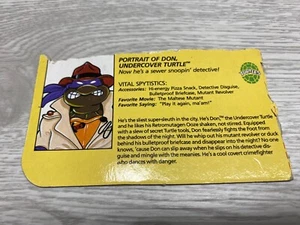 PORTRAIT OF DON,
UNDERCOVER TURTLE™
Now he's a sewer snoopin' detective!
VITAL SPYTISTICS:
Accessories: Hi-energy Pizza Snack, Detective Disguise,
Bulletproof Briefcase, Mutant Revolver
Favorite Movie: The Maltese Mutant
Favorite Saying: "Play it again, ma'am!"
He's the sliest super-sleuth in the city. He's Don,™ the Undercover Turtle
and he likes his Retromutagen Ooze shaken, not stirred. Equipped
with a slew of secret Turtle tools, Don fearlessly fights the Foot from
the shadows. Will he whip out his mutant revolver or duck
behind his bulletproof briefcase and disappear into the night? No one
knows, 'cause Don can slip away when he slips on his detective dis-
guise and mingle with the meanies. He's a cool covert crimefighter
who dances with danger.